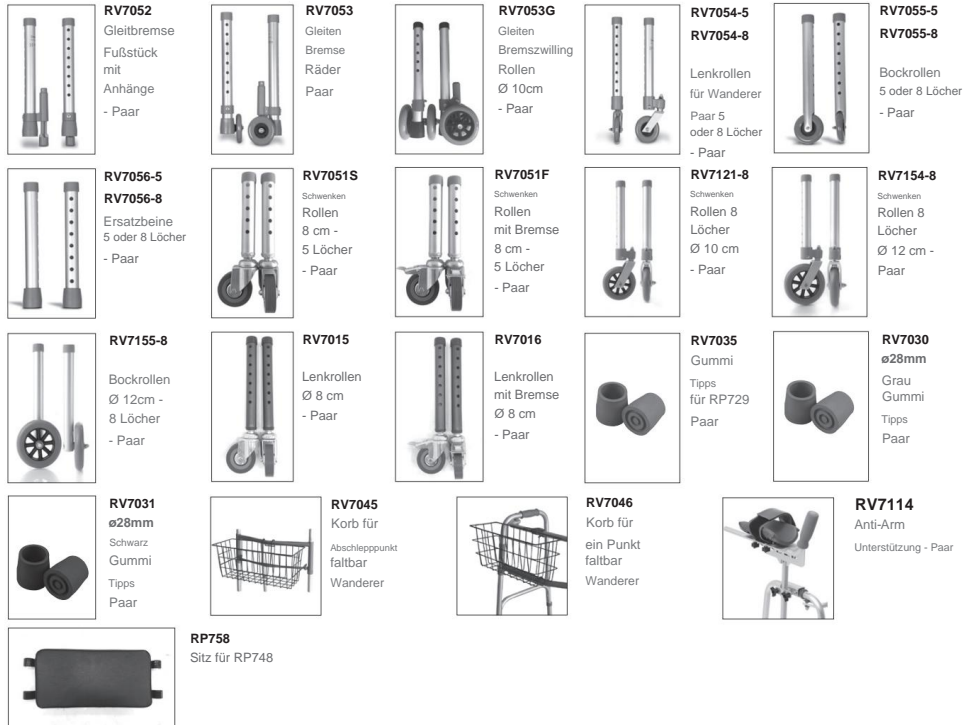 RV7052
Gleitbremse
Fußstück
mit
Anhänge
- Paar
RV7053
Gleiten
Bremse
Räder
Paar
RV7053G
Gleiten
Bremszwilling
Rollen
Ø 10cm
- Paar
RV7054-5
RV7054-8
Lenkrollen
für Wanderer
Paar 5
oder 8 Löcher
- Paar
RV7055-5
RV7055-8
Bockrollen
5 oder 8 Löcher
- Paar
RV7056-5
RV7056-8
Ersatzbeine
5 oder 8 Löcher
- Paar
RV7051S
Schwenken
Rollen
8 cm -
5 Löcher
- Paar
RV7051F
Schwenken
Rollen
mit Bremse
8 cm -
5 Löcher
- Paar
RV7121-8
Schwenken
Rollen 8
Löcher
Ø 10 cm
- Paar
RV7154-8
Schwenken
Rollen 8
Löcher
Ø 12 cm -
Paar
RV7155-8
Bockrollen
Ø 12cm -
8 Löcher
- Paar
RV7015
Lenkrollen
Ø 8 cm
- Paar
RV7016
Lenkrollen
mit Bremse
Ø 8 cm
- Paar
RV7035
Gummi
Tipps
für RP729
Paar
RV7030
ø28mm
Grau
Gummi
Tipps
Paar
RV7031
ø28mm
Schwarz
Gummi
Tipps
Paar
RV7045
Korb für
Abschlepppunkt
faltbar
Wanderer
RV7046
Korb für
ein Punkt
faltbar
Wanderer
RV7114
Anti-Arm
Unterstützung - Paar
RP758
Sitz für RP748